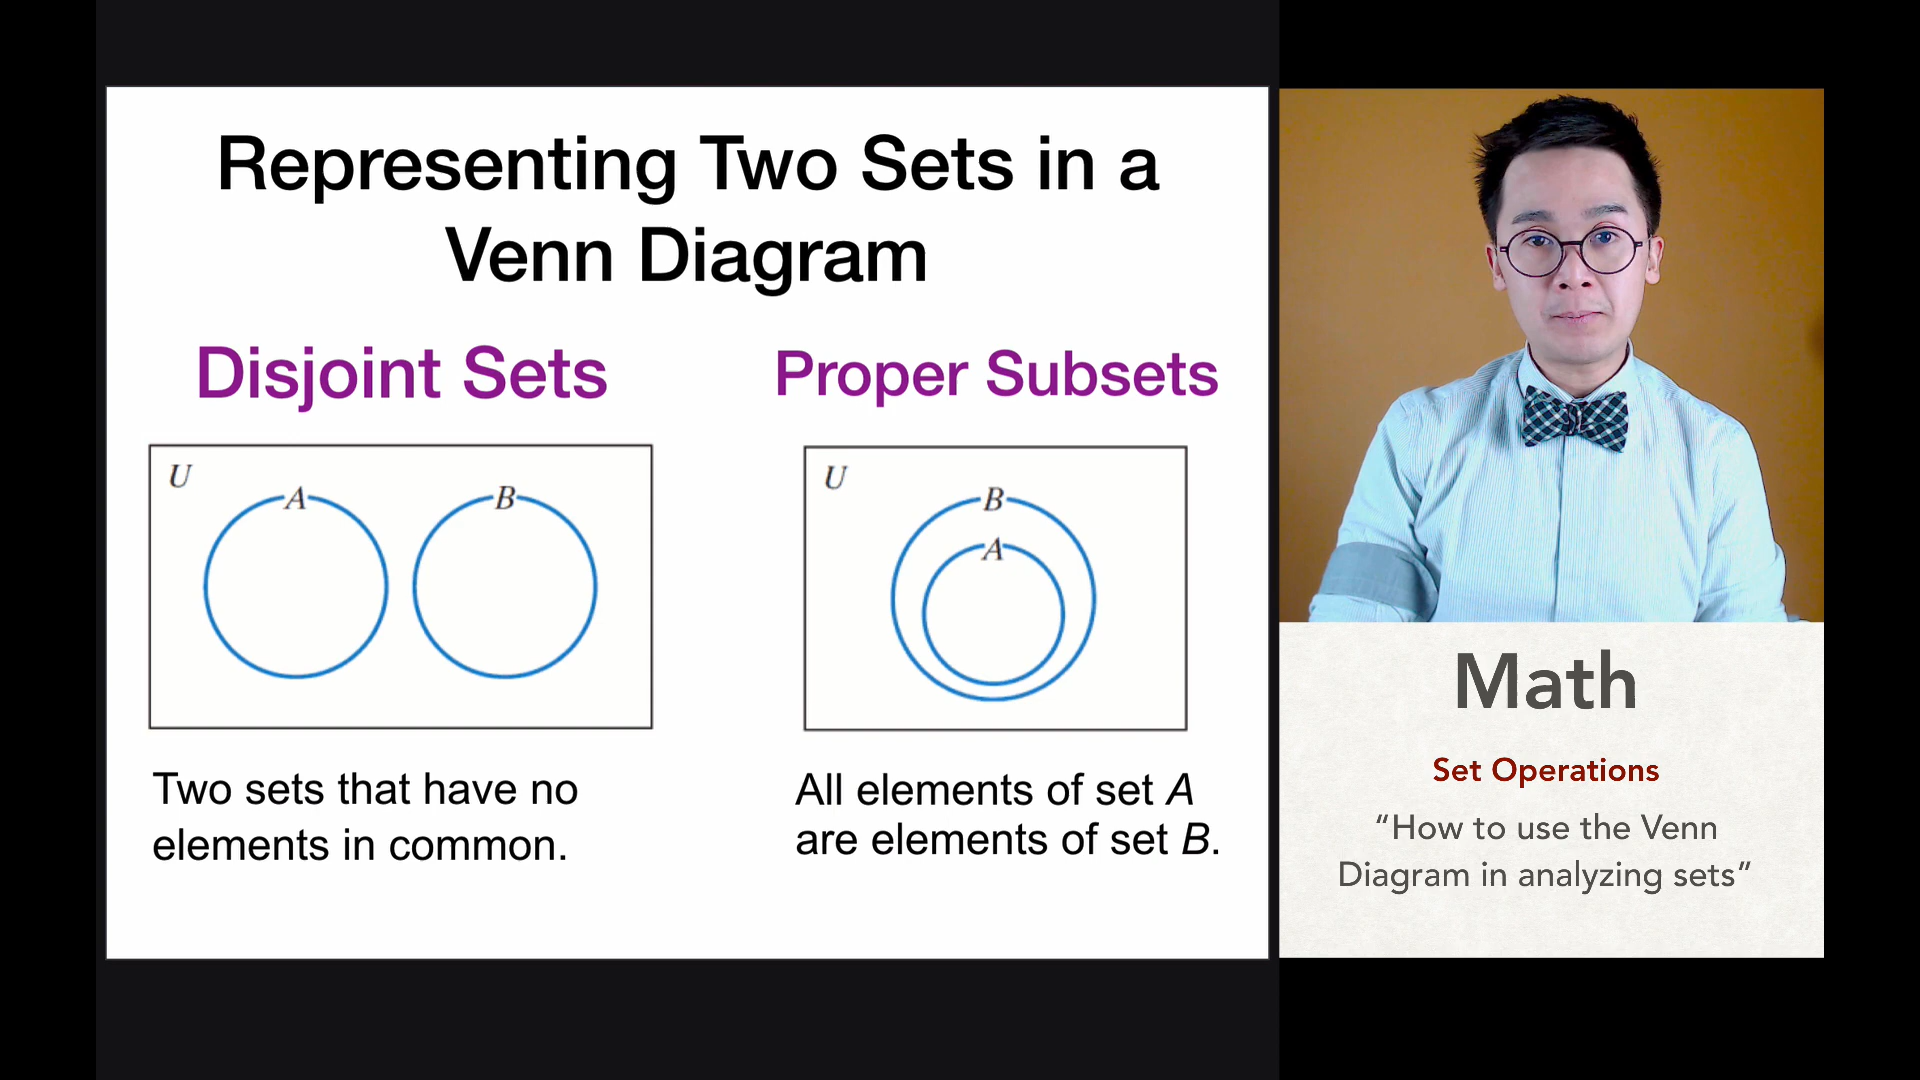 Representing Two Sets in a
Venn Diagram
Disjoint Sets
Proper Subsets
U
A
B
U
B
A
Two sets that have no
elements in common.
All elements of set A
are elements of set B.
Math
Set Operations
“How to use the Venn
Diagram in analyzing sets”